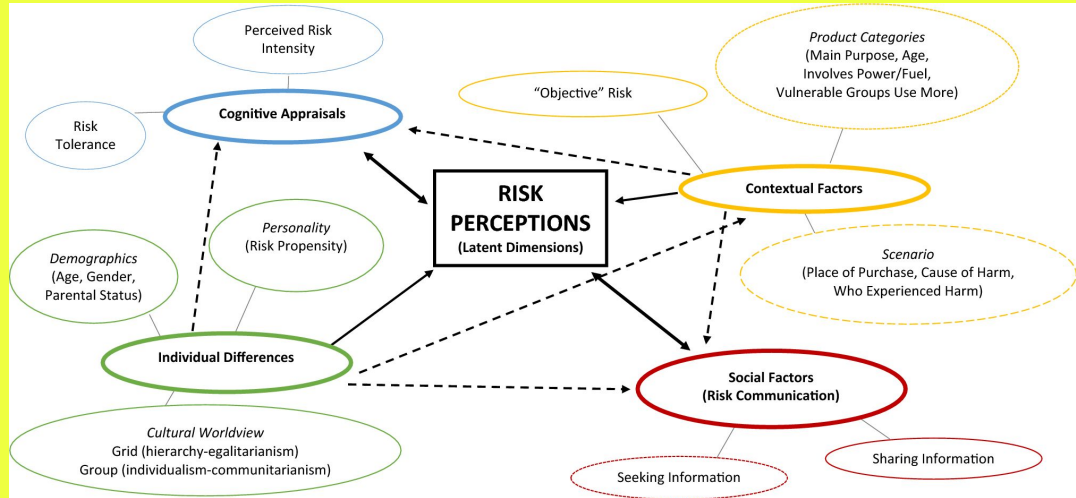 Perceived Risk
Intensity
Cognitive Appraisals
Risk
Tolerance
Product Categories
(Main Purpose, Age,
Involves Power/Fuel,
Vulnerable Groups Use More)
“Objective” Risk
Contextual Factors
RISK
PERCEPTIONS
(Latent Dimensions)
Personality
(Risk Propensity)
Demographics
(Age, Gender,
Parental Status)
Scenario
(Place of Purchase, Cause of Harm,
Who Experienced Harm)
Individual Differences
Social Factors
(Risk Communication)
Cultural Worldview
Grid (hierarchy-egalitarianism)
Group (individualism-communitarianism)
Seeking Information
Sharing Information